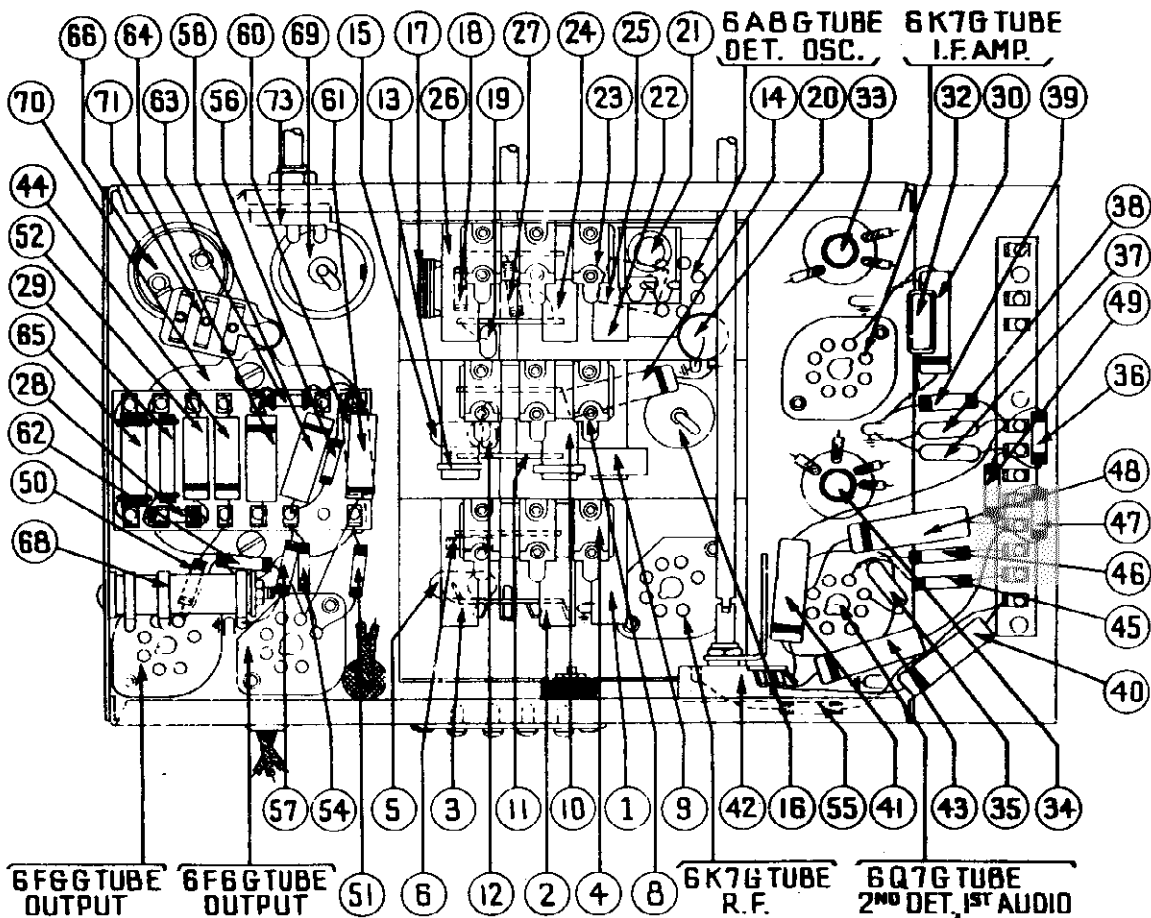 66 64 58 60 69 15 17 18 27 24 25 21 6A8G TUBE 6K7G TUBE
DET. OSC. I.F. AMP.
71 63 56 73 61 13 26 19 23 22 14 20 33 32 30 39
70
44
52
29
65
28
62
50
68
38
37
49
36
48
47
46
45
40
57 54 5 3 11 10 1 9 42 16 55 41 43 35 34
51 6 12 2 4 8
6F6G TUBE 6F6G TUBE 6K7G TUBE 6Q7G TUBE
OUTPUT OUTPUT R.F. 2ND DET. 1ST AUDIO